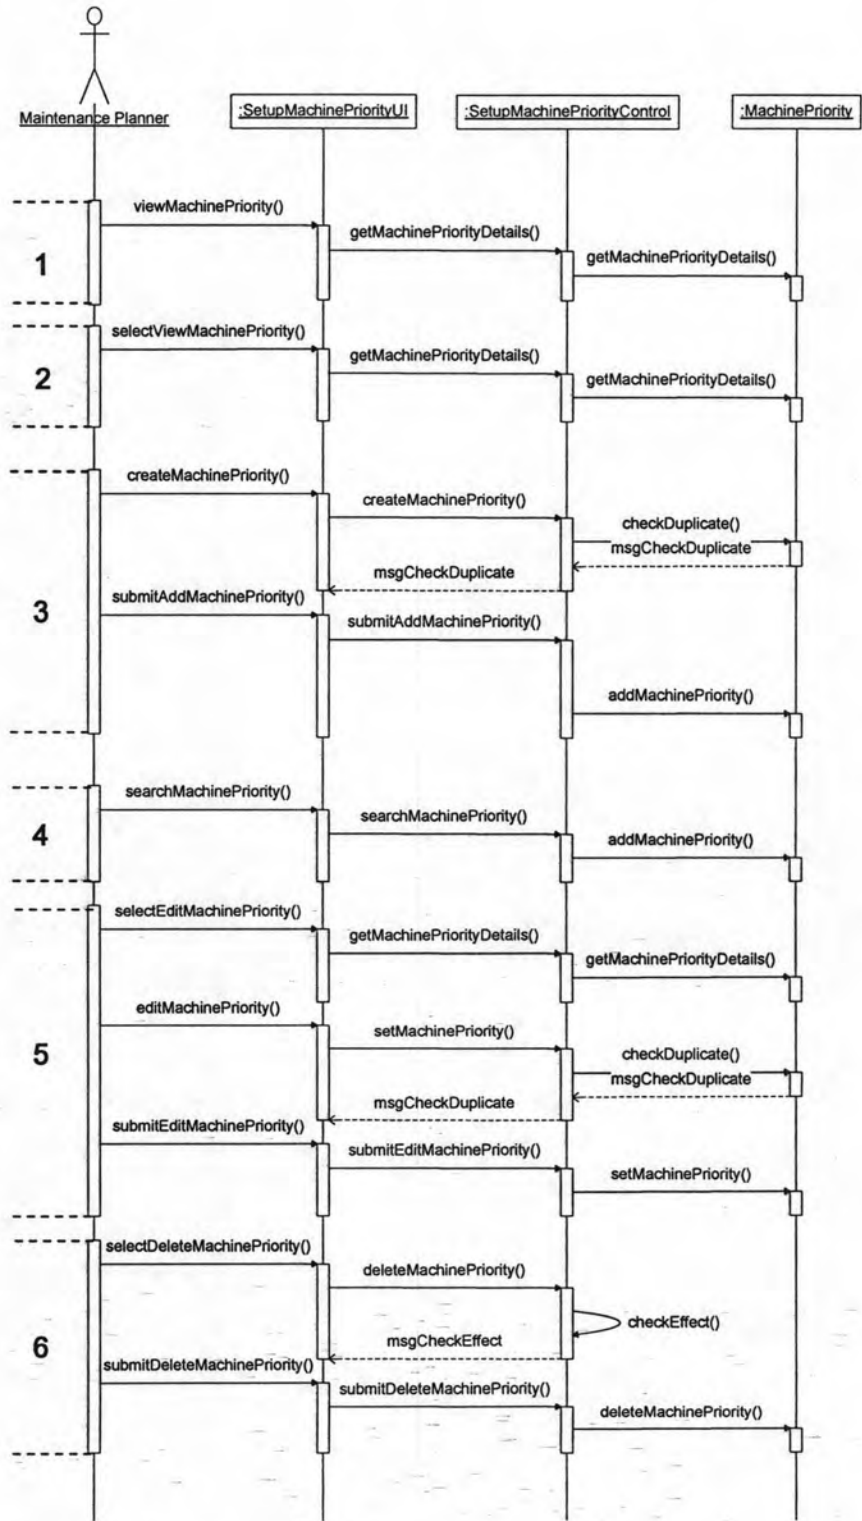 Maintenance Planner
:SetupMachinePriorityUI
:SetupMachinePriorityControl
:MachinePriority
1
viewMachinePriority()
getMachinePriorityDetails()
getMachinePriorityDetails()
2
selectViewMachinePriority()
getMachinePriorityDetails()
getMachinePriorityDetails()
3
createMachinePriority()
createMachinePriority()
checkDuplicate()
msgCheckDuplicate
msgCheckDuplicate
submitAddMachinePriority()
submitAddMachinePriority()
addMachinePriority()
4
searchMachinePriority()
searchMachinePriority()
addMachinePriority()
5
selectEditMachinePriority()
getMachinePriorityDetails()
getMachinePriorityDetails()
editMachinePriority()
setMachinePriority()
checkDuplicate()
msgCheckDuplicate
msgCheckDuplicate
submitEditMachinePriority()
submitEditMachinePriority()
setMachinePriority()
6
selectDeleteMachinePriority()
deleteMachinePriority()
checkEffect()
msgCheckEffect
submitDeleteMachinePriority()
submitDeleteMachinePriority()
deleteMachinePriority()